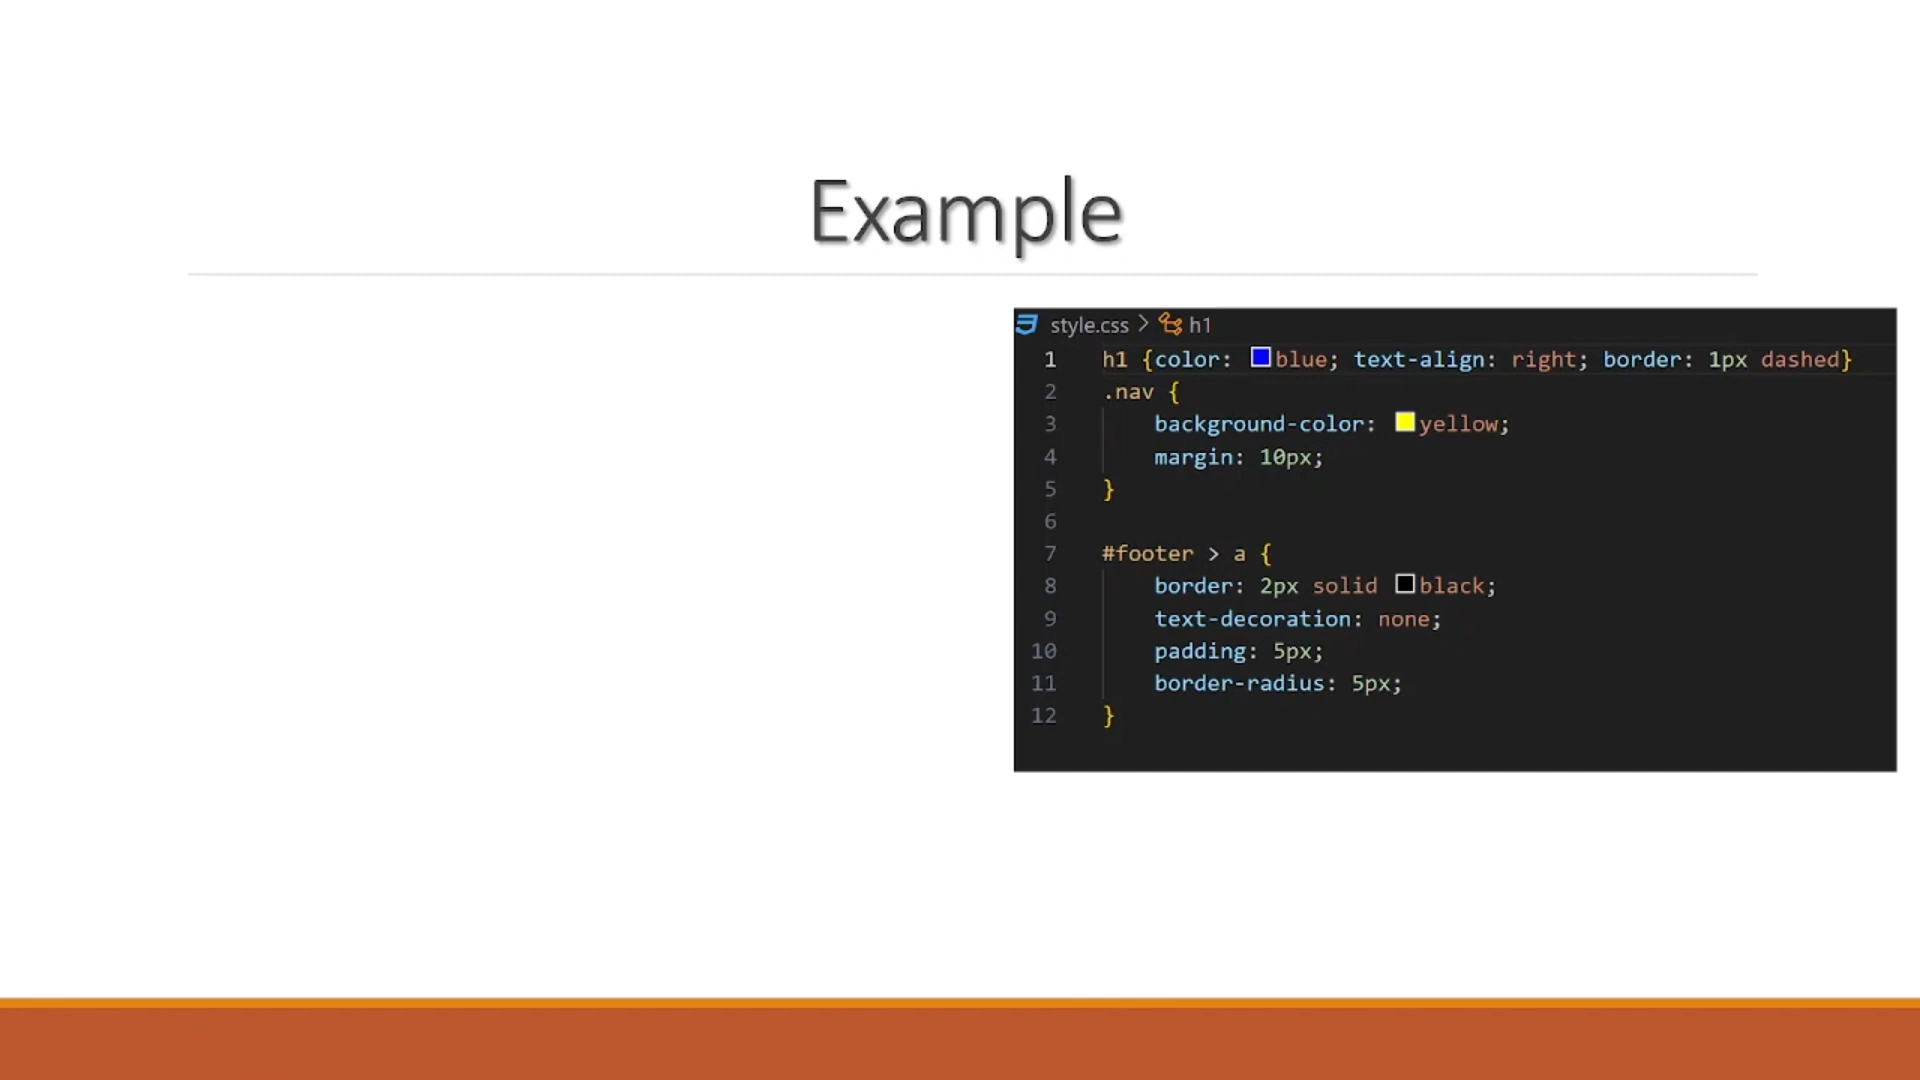 Example
style.css > h1
1 h1 {color: blue; text-align: right; border: 1px dashed}
2 .nav {
3 background-color: yellow;
4 margin: 10px;
5 }
6
7 #footer > a {
8 border: 2px solid black;
9 text-decoration: none;
10 padding: 5px;
11 border-radius: 5px;
12 }